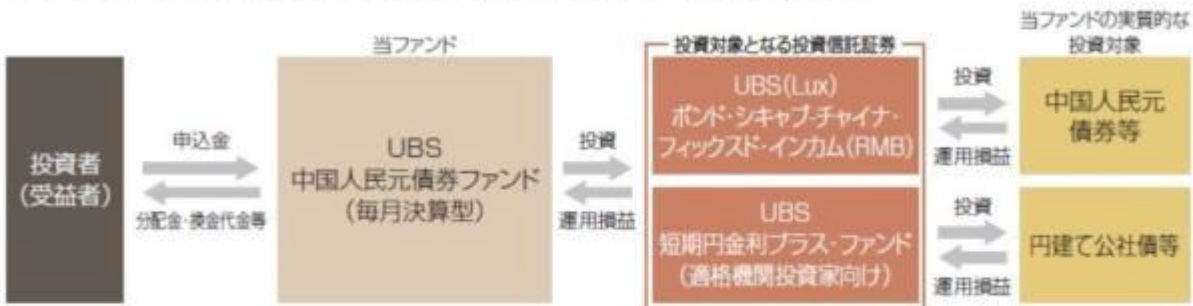 当ファンド
投資対象となる投資信託証券
当ファンドの実質的な
投資対象
投資者
(受益者)
申込金
分配金・換金代金等
UBS
中国人民元債券ファンド
(毎月決算型)
投資
運用損益
UBS(Lux)
ボンド・シキャブ-チャイナ・
フィックスド・インカム(RMB)
投資
運用損益
中国人民元
債券等
UBS
短期円金利プラス・ファンド
(適格機関投資家向け)
投資
運用損益
円建て公社債等